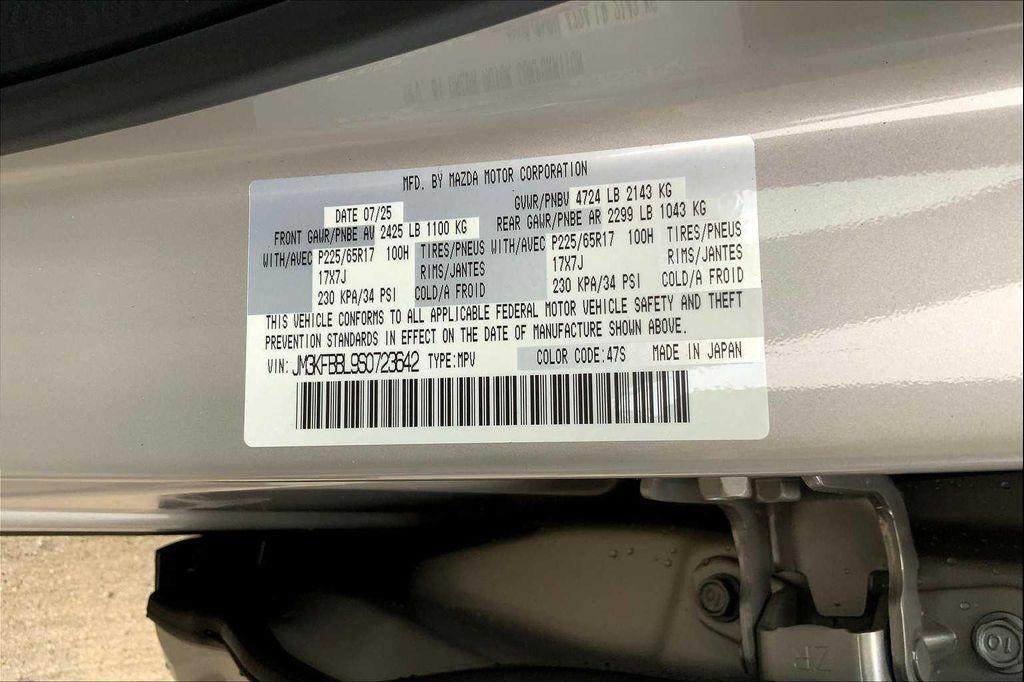 MFD. BY MAZDA MOTOR CORPORATION
DATE 07/25 GVWR/PNBV 4724 LB 2143 KG
FRONT GAWR/PNBE AV 2425 LB 1100 KG REAR GAWR/PNBE AR 2299 LB 1043 KG
WITH/AVEC P225/65R17 100H TIRES/PNEUS WITH/AVEC P225/65R17 100H TIRES/PNEUS
17X7J RIMS/JANTES 17X7J RIMS/JANTES
230 KPA/34 PSI COLD/A FROID 230 KPA/34 PSI COLD/A FROID
THIS VEHICLE CONFORMS TO ALL APPLICABLE FEDERAL MOTOR VEHICLE SAFETY AND THEFT
PREVENTION STANDARDS IN EFFECT ON THE DATE OF MANUFACTURE SHOWN ABOVE.
VIN: JM3KFBBL9S0723642 TYPE:MPV COLOR CODE:47S MADE IN JAPAN
10
ZP